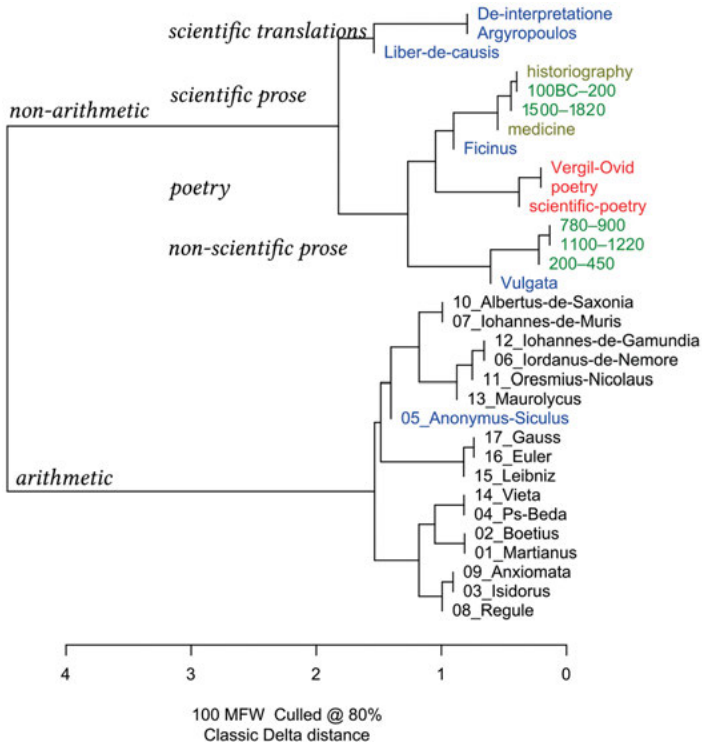 De-interpretatione
scientific translations
Argyropoulos
Liber-de-causis
historiography
scientific prose
100BC–200
non-arithmetic
1500–1820
medicine
Ficinus
Vergil-Ovid
poetry
poetry
scientific-poetry
780–900
non-scientific prose
1100–1220
200–450
Vulgata
10_Albertus-de-Saxonia
07_Iohannes-de-Muris
12_Iohannes-de-Gamundia
06_Iordanus-de-Nemore
11_Oresmius-Nicolaus
13_Maurolycus
05_Anonymus-Siculus
17_Gauss
16_Euler
arithmetic
15_Leibniz
14_Vieta
04_Ps-Beda
02_Boetius
01_Martianus
09_Anxiomata
03_Isidorus
08_Regule
4 3 2 1 0
100 MFW Culled @ 80%
Classic Delta distance